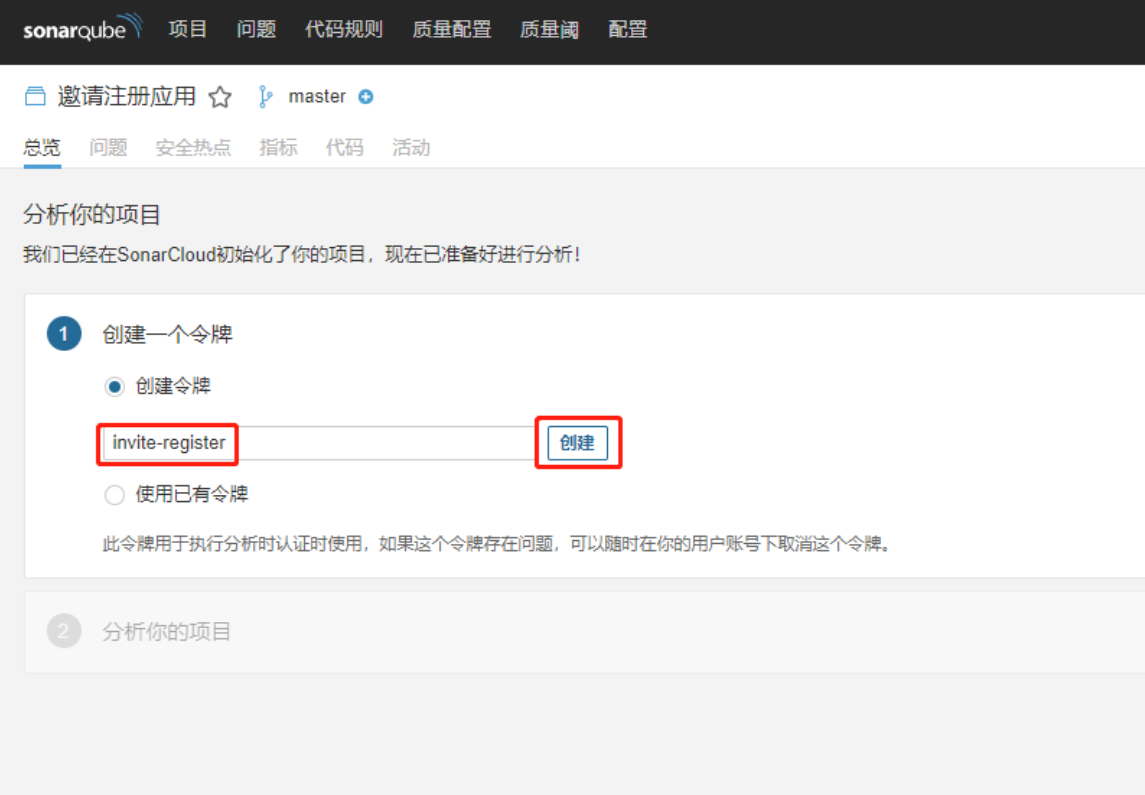 sonarqube 项目 问题 代码规则 质量配置 质量阈 配置
邀请注册应用 master
总览 问题 安全热点 指标 代码 活动
分析你的项目
我们已经在SonarCloud初始化了你的项目，现在已准备好进行分析！
1 创建一个令牌
创建令牌
invite-register 创建
使用已有令牌
此令牌用于执行分析时认证时使用，如果这个令牌存在问题，可以随时在你的用户账号下取消这个令牌。
2 分析你的项目